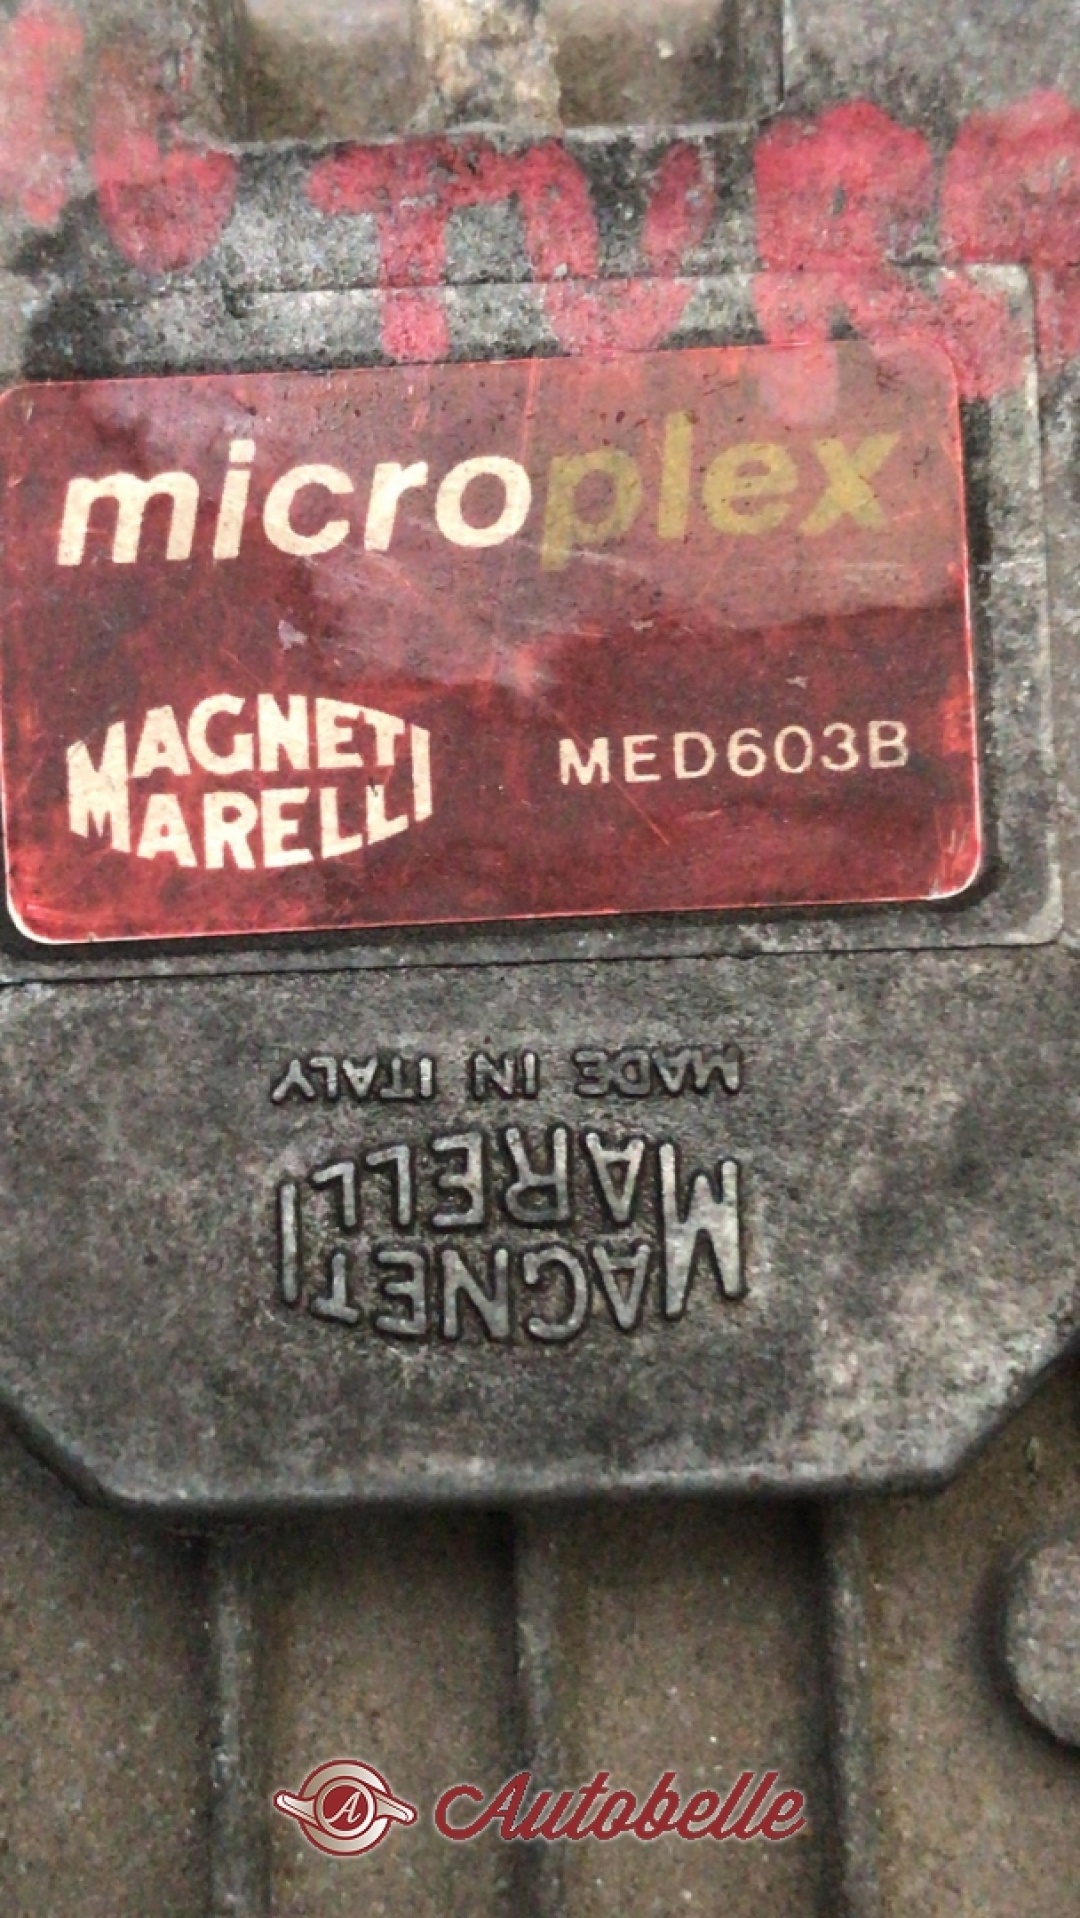 microplex
MAGNETI
MARELLI
MED603B
MADE IN ITALY
MAGNETI
MARELLI
A Autobelle